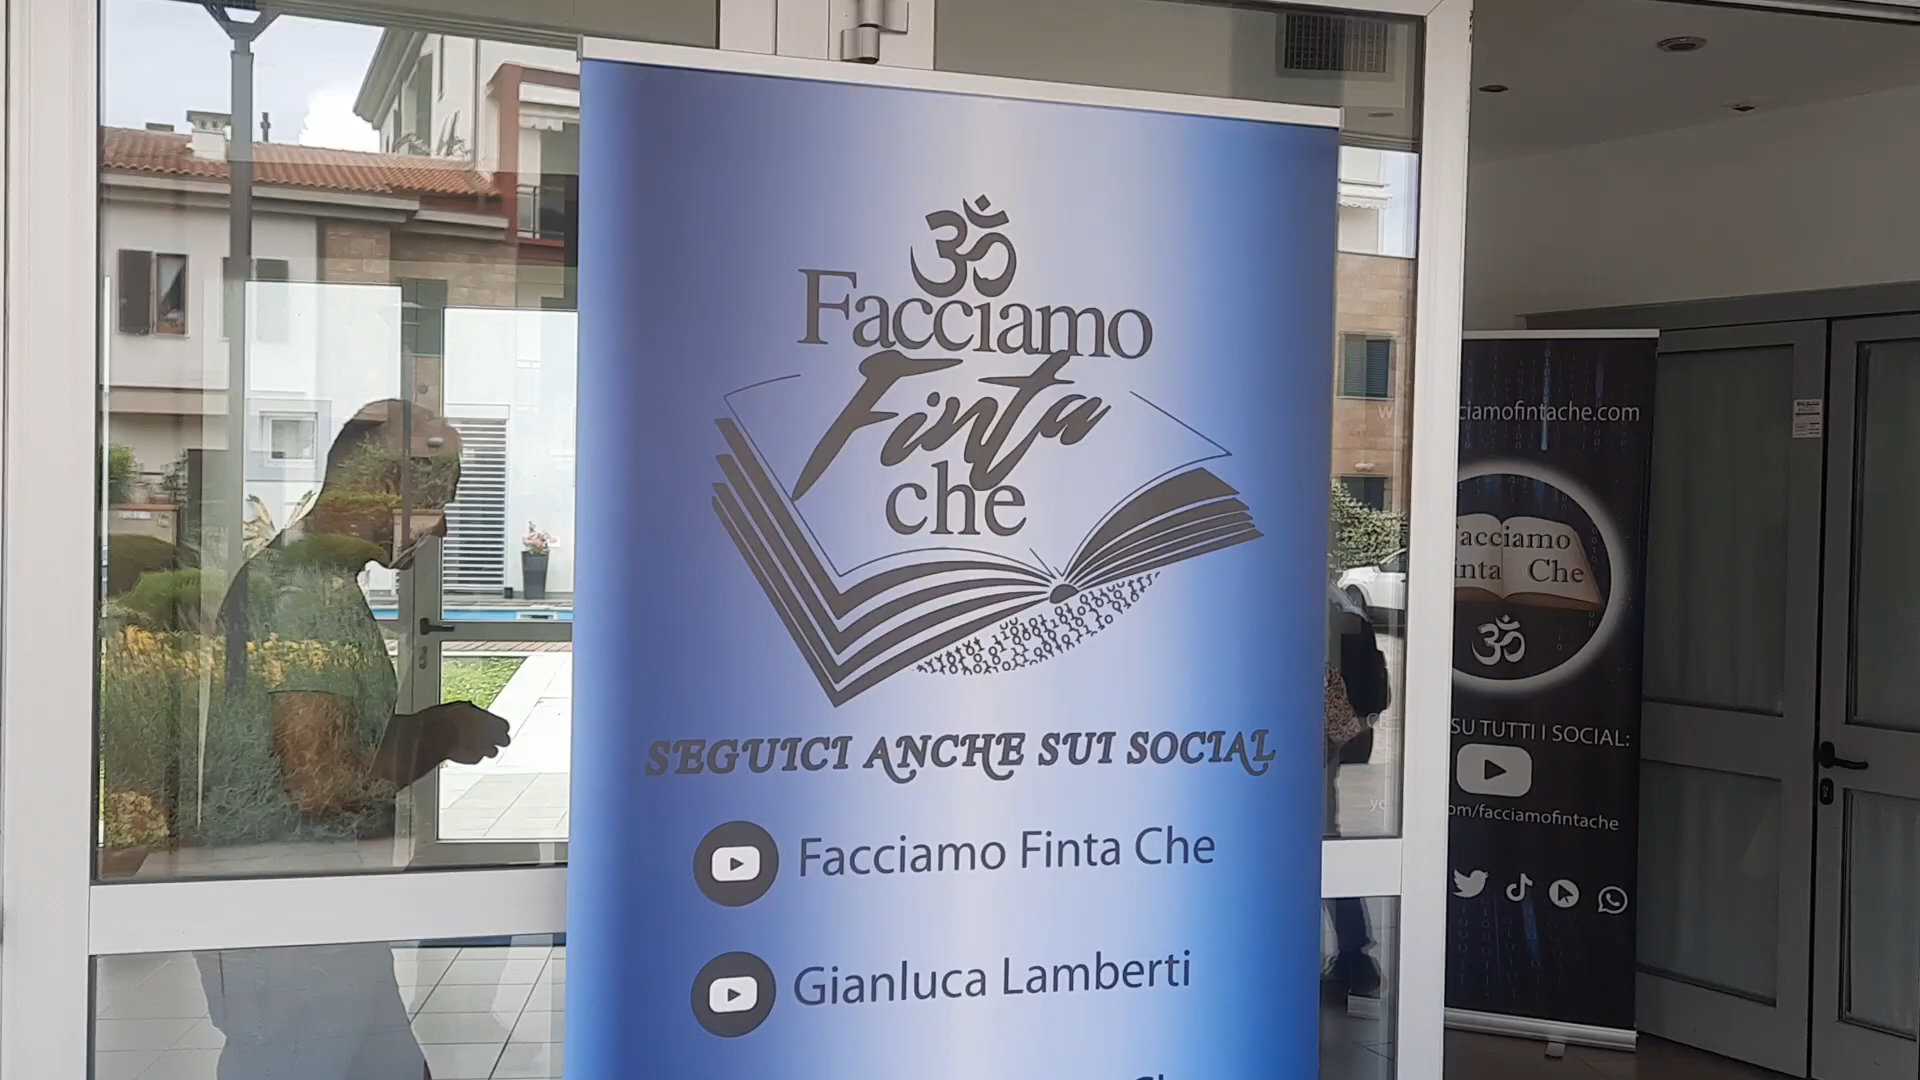 ॐ
Facciamo
Finta
che
SEGUICI ANCHE SUI SOCIAL
Facciamo Finta Che
Gianluca Lamberti
ciamofintache.com
acciamo
inta Che
ॐ
SU TUTTI I SOCIAL:
om/facciamofintache